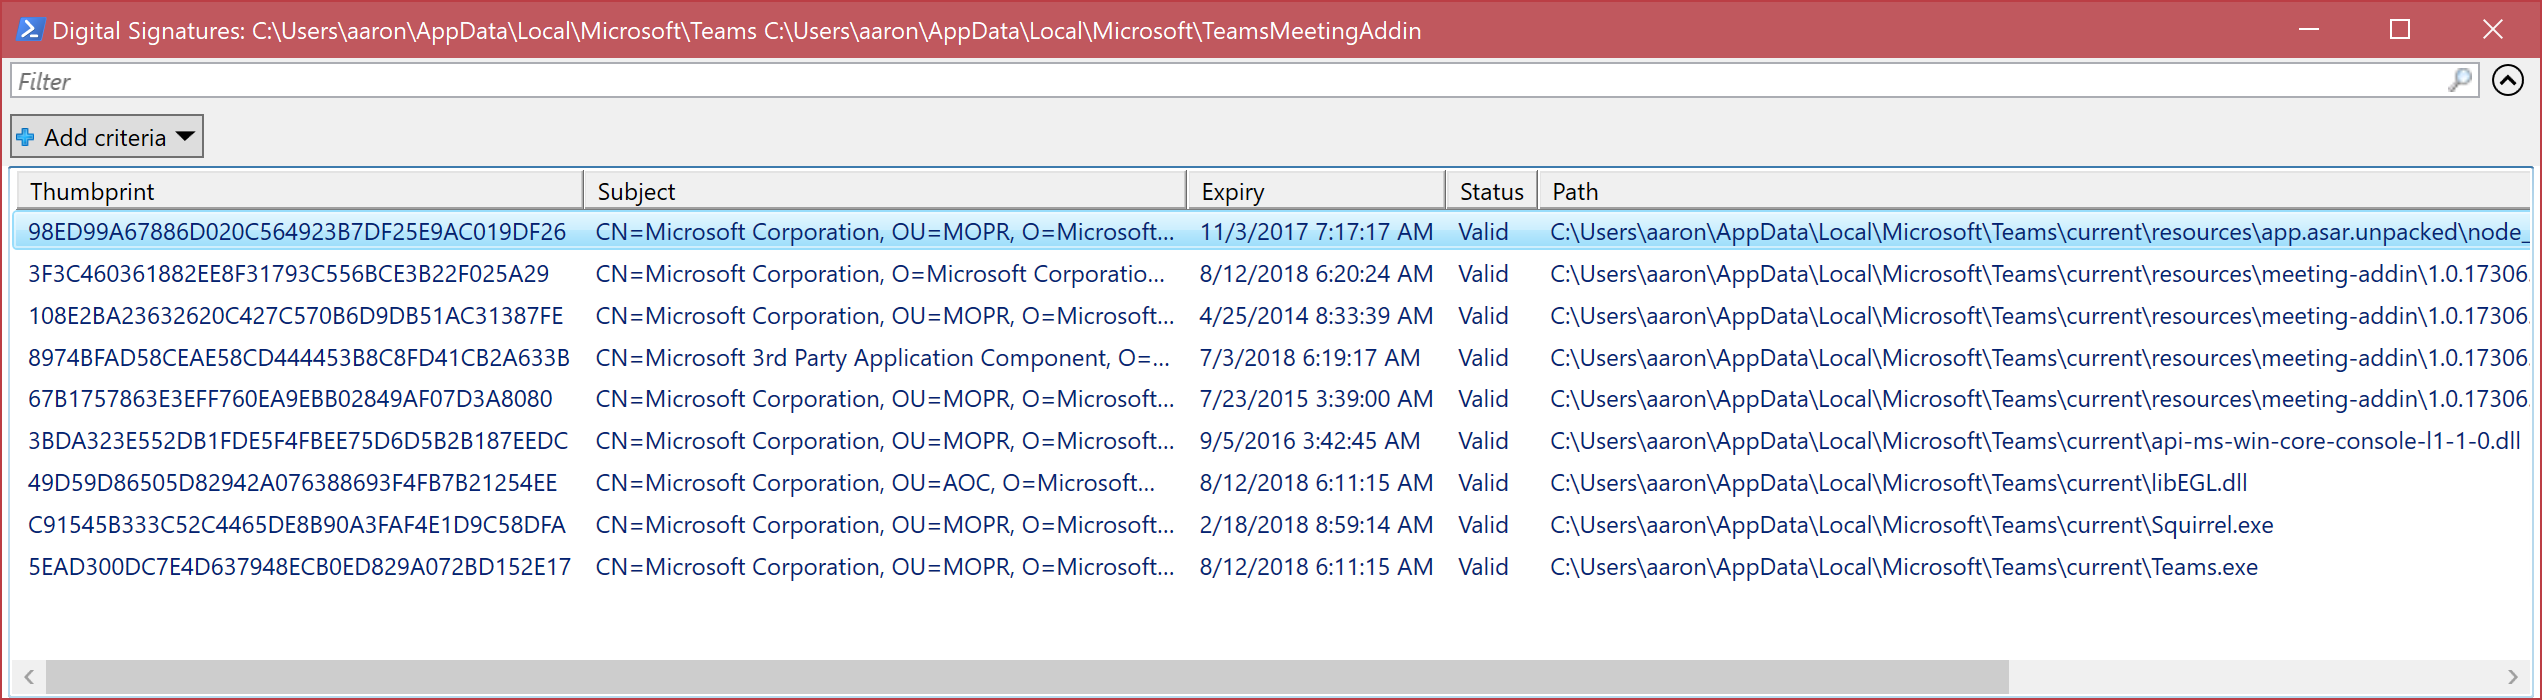 Digital Signatures: C:\Users\aaron\AppData\Local\Microsoft\Teams C:\Users\aaron\AppData\Local\Microsoft\TeamsMeetingAddin
Filter
Add criteria
Thumbprint Subject Expiry Status Path
98ED99A67886D020C564923B7DF25E9AC019DF26 CN=Microsoft Corporation, OU=MOPR, O=Microsoft... 11/3/2017 7:17:17 AM Valid C:\Users\aaron\AppData\Local\Microsoft\Teams\current\resources\app.asar.unpacked\node_
3F3C460361882EE8F31793C556BCE3B22F025A29 CN=Microsoft Corporation, O=Microsoft Corporatio... 8/12/2018 6:20:24 AM Valid C:\Users\aaron\AppData\Local\Microsoft\Teams\current\resources\meeting-addin\1.0.17306.
108E2BA23632620C427C570B6D9DB51AC31387FE CN=Microsoft Corporation, OU=MOPR, O=Microsoft... 4/25/2014 8:33:39 AM Valid C:\Users\aaron\AppData\Local\Microsoft\Teams\current\resources\meeting-addin\1.0.17306.
8974BFAD58CEAE58CD444453B8C8FD41CB2A633B CN=Microsoft 3rd Party Application Component, O=... 7/3/2018 6:19:17 AM Valid C:\Users\aaron\AppData\Local\Microsoft\Teams\current\resources\meeting-addin\1.0.17306.
67B1757863E3EFF760EA9EBB02849AF07D3A8080 CN=Microsoft Corporation, OU=MOPR, O=Microsoft... 7/23/2015 3:39:00 AM Valid C:\Users\aaron\AppData\Local\Microsoft\Teams\current\resources\meeting-addin\1.0.17306.
3BDA323E552DB1FDE5F4FBEE75D6D5B2B187EEDC CN=Microsoft Corporation, OU=MOPR, O=Microsoft... 9/5/2016 3:42:45 AM Valid C:\Users\aaron\AppData\Local\Microsoft\Teams\current\api-ms-win-core-console-l1-1-0.dll
49D59D86505D82942A076388693F4FB7B21254EE CN=Microsoft Corporation, OU=AOC, O=Microsoft... 8/12/2018 6:11:15 AM Valid C:\Users\aaron\AppData\Local\Microsoft\Teams\current\libEGL.dll
C91545B333C52C4465DE8B90A3FAF4E1D9C58DFA CN=Microsoft Corporation, OU=MOPR, O=Microsoft... 2/18/2018 8:59:14 AM Valid C:\Users\aaron\AppData\Local\Microsoft\Teams\current\Squirrel.exe
5EAD300DC7E4D637948ECB0ED829A072BD152E17 CN=Microsoft Corporation, OU=MOPR, O=Microsoft... 8/12/2018 6:11:15 AM Valid C:\Users\aaron\AppData\Local\Microsoft\Teams\current\Teams.exe